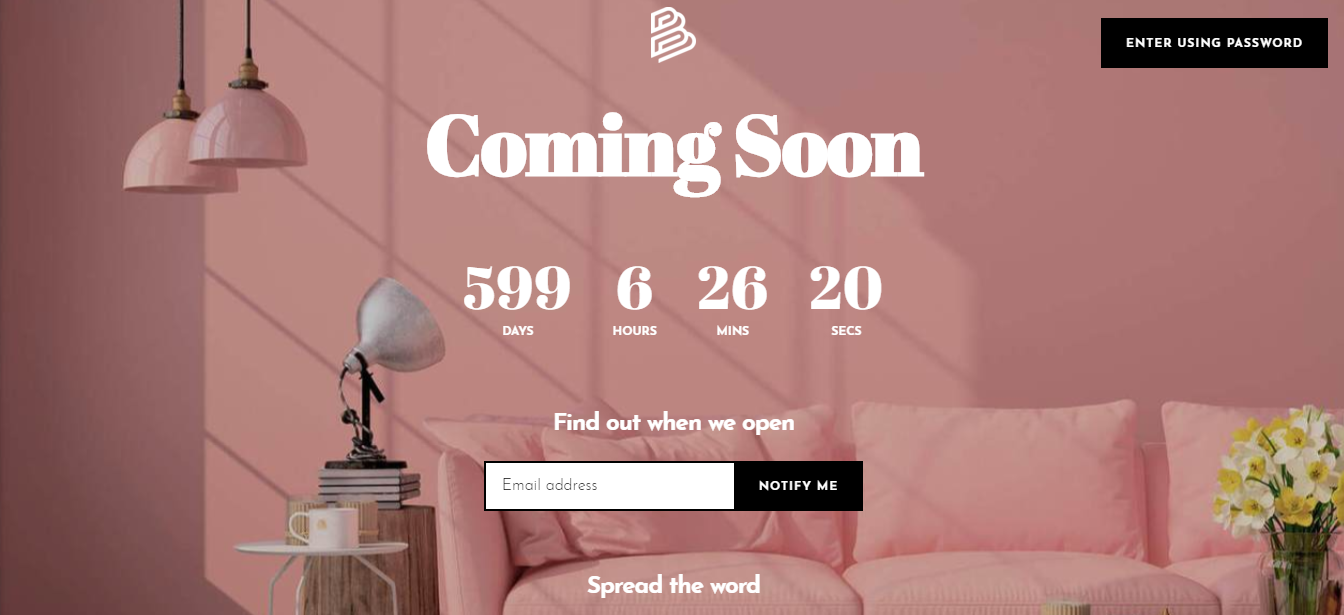 ENTER USING PASSWORD
Coming Soon
599 6 26 20
DAYS HOURS MINS SECS
Find out when we open
Email address NOTIFY ME
Spread the word